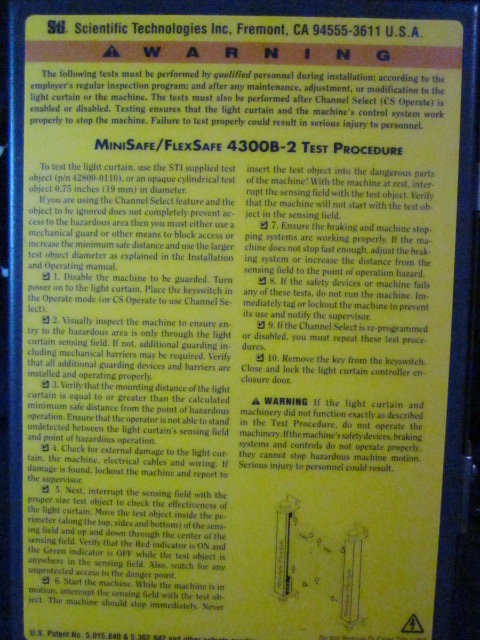 STI Scientific Technologies Inc, Fremont, CA 94555-3611 U.S.A.
WARNING
The following tests must be performed by qualified personnel during installation; according to the
employer's regular inspection program; and after any maintenance, adjustment, or modification to the
light curtain or the machine. The tests must also be performed after Channel Select (CS Operate) is
enabled or disabled. Testing ensures that the light curtain and the machine's control system work
properly to stop the machine. Failure to test properly could result in serious injury to personnel.
MINISAFE/FLEXSAFE 4300B-2 TEST PROCEDURE
To test the light curtain, use the STI supplied test
object (p/n 42800-0110), or an opaque cylindrical test
object 0.75 inches (19 mm) in diameter.
If you are using the Channel Select feature and the
object to be ignored does not completely prevent ac-
cess to the hazardous area then you must either use a
mechanical guard or other means to block access or
increase the minimum safe distance and use the larger
test object diameter as explained in the Installation
and Operating manual.
1. Disable the machine to be guarded. Turn
power on to the light curtain. Place the keyswitch in
the Operate mode (or CS Operate to use Channel Se-
lect).
2. Visually inspect the machine to ensure en-
try to the hazardous area is only through the light
curtain sensing field. If not, additional guarding in-
cluding mechanical barriers may be required. Verify
that all additional guarding devices and barriers are
installed and operating properly.
3. Verify that the mounting distance of the light
curtain is equal to or greater than the calculated
minimum safe distance from the point of hazardous
operation. Ensure that the operator is not able to stand
undetected between the light curtain's sensing field
and point of hazardous operation.
4. Check for external damage to the light cur-
tain, the machine, electrical cables and wiring. If
damage is found, lockout the machine and report to
the supervisor.
5. Next, interrupt the sensing field with the
proper size test object to check the effectiveness of
the light curtain. Move the test object inside the pe-
rimeter (along the top, sides and bottom) of the sens-
ing field and up and down through the center of the
sensing field. Verify that the Red indicator is ON and
the Green indicator is OFF while the test object is
anywhere in the sensing field. Also, watch for any
unprotected access to the danger point.
6. Start the machine. While the machine is in
motion, interrupt the sensing field with the test ob-
ject. The machine should stop immediately. Never
insert the test object into the dangerous parts
of the machine! With the machine at rest, inter-
rupt the sensing field with the test object. Verify
that the machine will not start with the test ob-
ject in the sensing field.
7. Ensure the braking and machine stop-
ping systems are working properly. If the ma-
chine does not stop fast enough, adjust the brak-
ing system or increase the distance from the
sensing field to the point of operation hazard.
8. If the safety devices or machine fails
any of these tests, do not run the machine. Im-
mediately tag or lockout the machine to prevent
its use and notify the supervisor.
9. If the Channel Select is re-programmed
or disabled, you must repeat these test proce-
dures.
10. Remove the key from the keyswitch.
Close and lock the light curtain controller en-
closure door.
WARNING If the light curtain and
machinery did not function exactly as described
in the Test Procedure, do not operate the
machinery. If the machine's safety devices, braking
systems and controls do not operate properly,
they cannot stop hazardous machine motion.
Serious injury to personnel could result.
U.S. Patent No. 5,015,840 & 5,302,942 and other